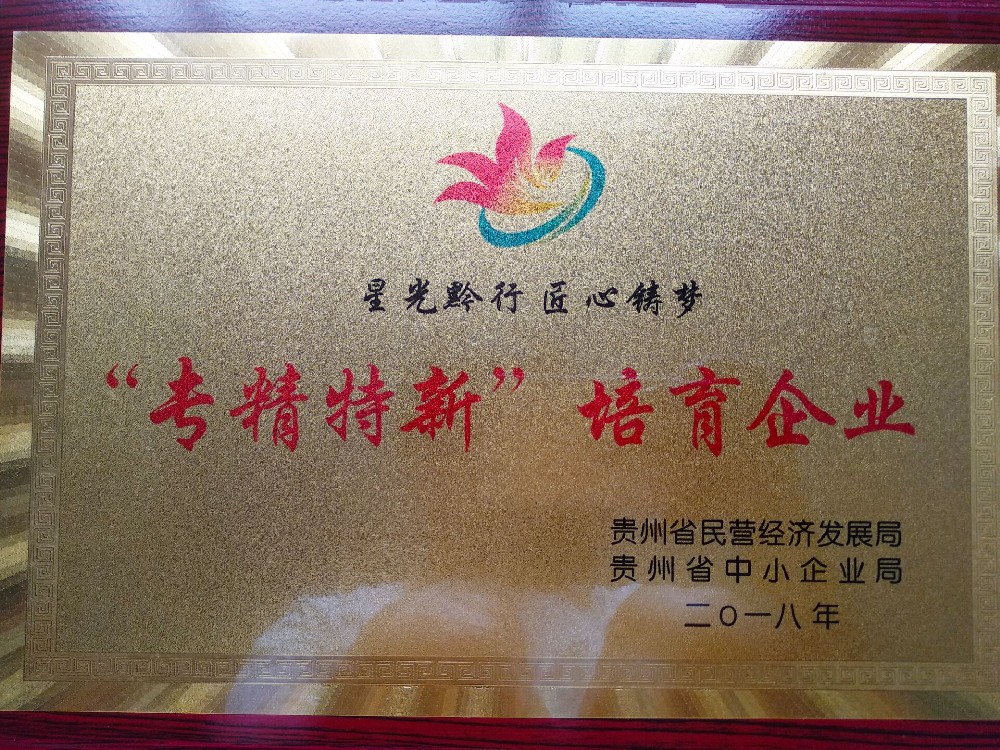 星光黔行 匠心铸梦
“专精特新” 培育企业
贵州省民营经济发展局
贵州省中小企业局
二〇一八年